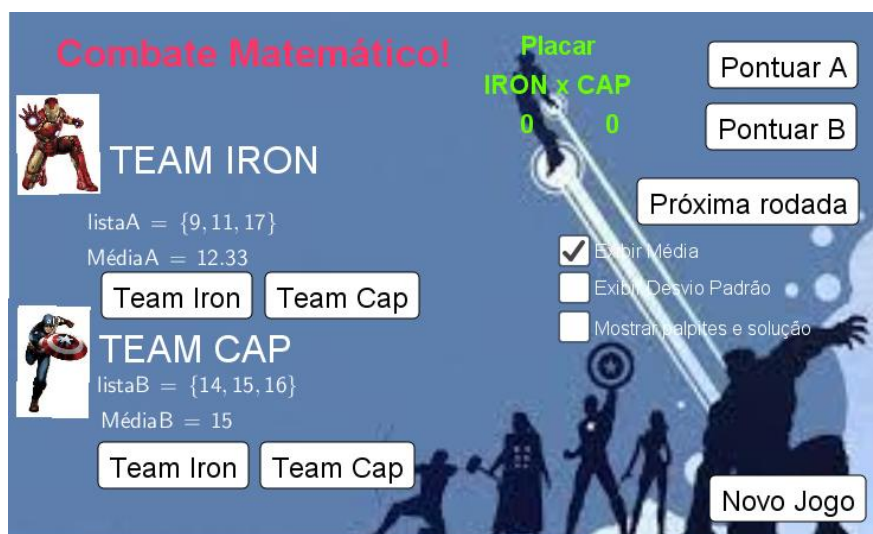 Combate Matemático!
Placar
IRON x CAP
0 0
Pontuar A
Pontuar B
Próxima rodada
TEAM IRON
listaA = {9, 11, 17}
MédiaA = 12.33
Team Iron
Team Cap
Exibir Média
Exibir Desvio Padrão
Mostrar palpites e solução
TEAM CAP
listaB = {14, 15, 16}
MédiaB = 15
Team Iron
Team Cap
Novo Jogo